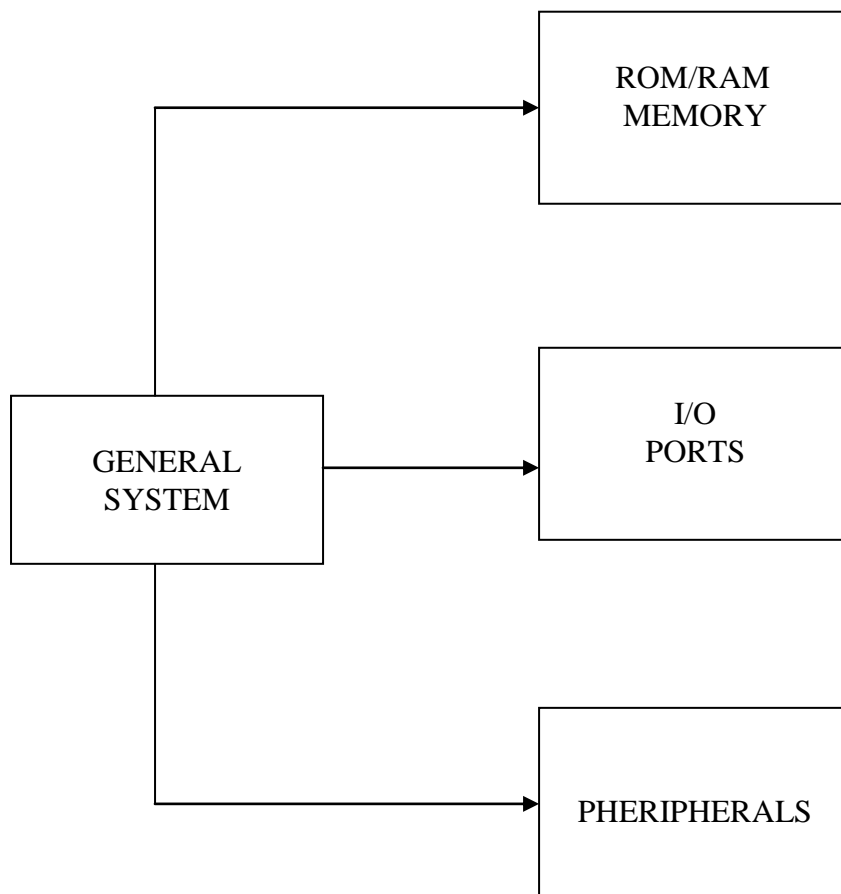 ROM/RAM
MEMORY
I/O
PORTS
GENERAL
SYSTEM
PHERIPHERALS